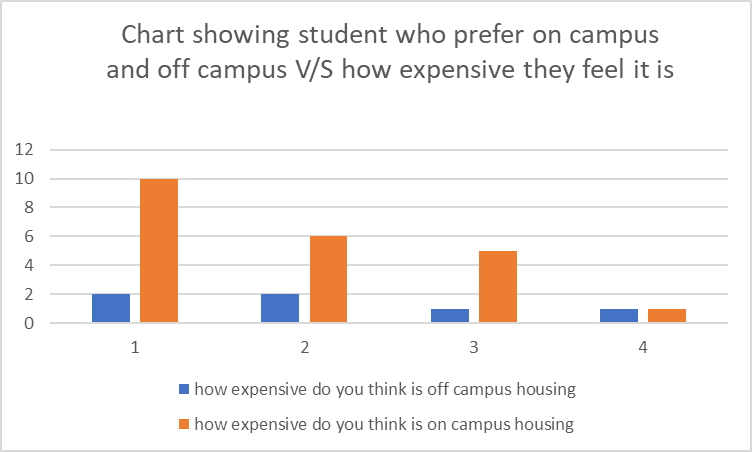 Chart showing student who prefer on campus
and off campus V/S how expensive they feel it is
12
10
8
6
4
2
0
1 2 3 4
how expensive do you think is off campus housing
how expensive do you think is on campus housing